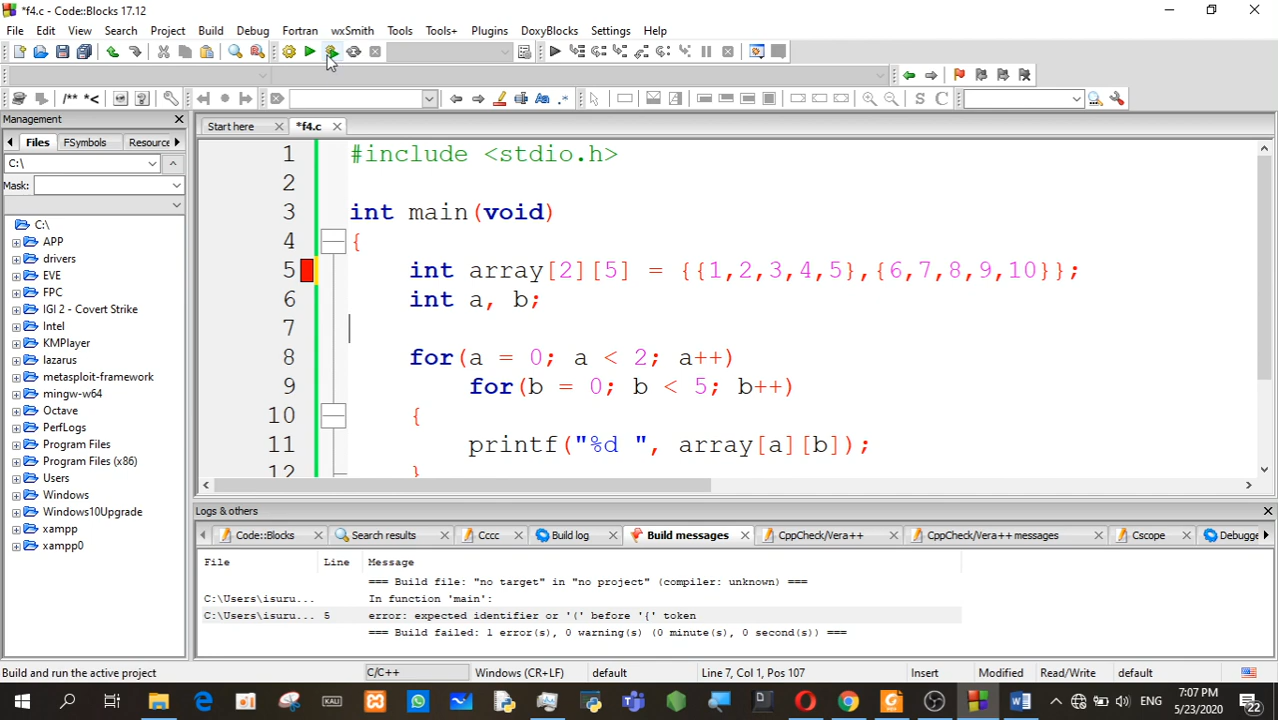 *f4.c - Code::Blocks 17.12
File Edit View Search Project Build Debug Fortran wxSmith Tools Tools+ Plugins DoxyBlocks Settings Help
/** *<
Aa .* S C
Management
Files FSymbols Resource
Start here *f4.c
C:\
Mask:
C:\
APP
drivers
EVE
FPC
IGI 2 - Covert Strike
Intel
KMPlayer
lazarus
metasploit-framework
mingw-w64
Octave
PerfLogs
Program Files
Program Files (x86)
Users
Windows
Windows10Upgrade
xampp
xampp0
1 #include <stdio.h>
2
3 int main(void)
4 {
5 int array[2][5] = {{1,2,3,4,5},{6,7,8,9,10}};
6 int a, b;
7
8 for(a = 0; a < 2; a++)
9 for(b = 0; b < 5; b++)
10 {
11 printf("%d ", array[a][b]);
12 }
Logs & others
Code::Blocks Search results Cccc Build log Build messages CppCheck/Vera++ CppCheck/Vera++ messages Cscope Debugge
File Line Message
=== Build file: "no target" in "no project" (compiler: unknown) ===
C:\Users\isuru... In function 'main':
C:\Users\isuru... 5 error: expected identifier or '(' before '{' token
=== Build failed: 1 error(s), 0 warning(s) (0 minute(s), 0 second(s)) ===
Build and run the active project C/C++ Windows (CR+LF) default Line 7, Col 1, Pos 107 Insert Modified Read/Write default
KALI ENG 7:07 PM
5/23/2020 22